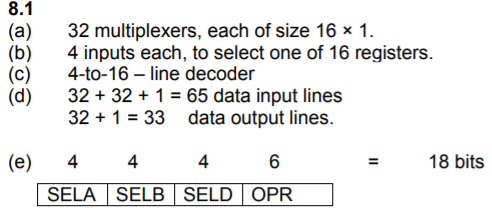 8.1
(a) 32 multiplexers, each of size 16 × 1.
(b) 4 inputs each, to select one of 16 registers.
(c) 4-to-16 – line decoder
(d) 32 + 32 + 1 = 65 data input lines
32 + 1 = 33 data output lines.
(e) 4 4 4 6 = 18 bits
SELA SELB SELD OPR